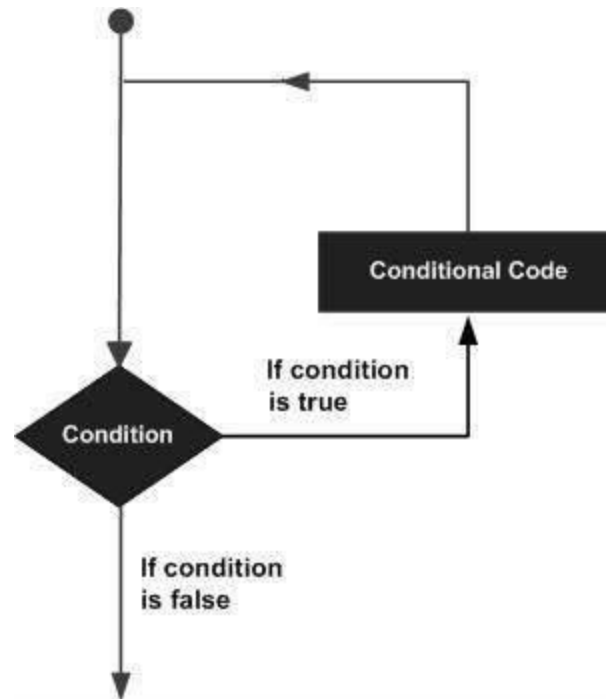 Conditional Code
If condition
is true
Condition
If condition
is false